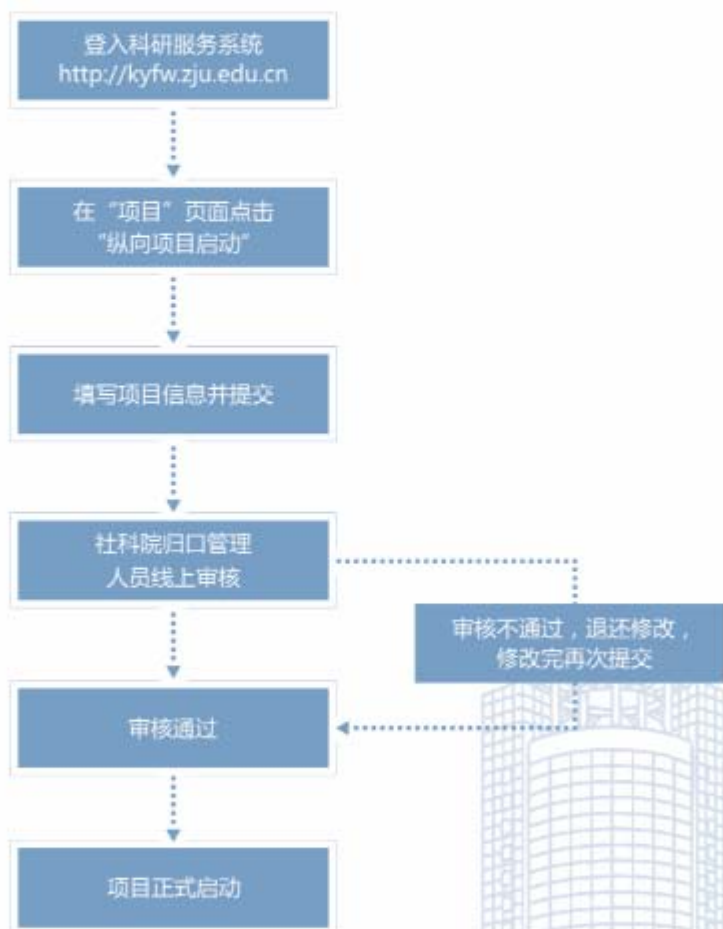 登入科研服务系统
http://kyfw.zju.edu.cn
在“项目”页面点击
“纵向项目启动”
填写项目信息并提交
社科院归口管理
人员线上审核
审核不通过，退还修改，
修改完再次提交
审核通过
项目正式启动